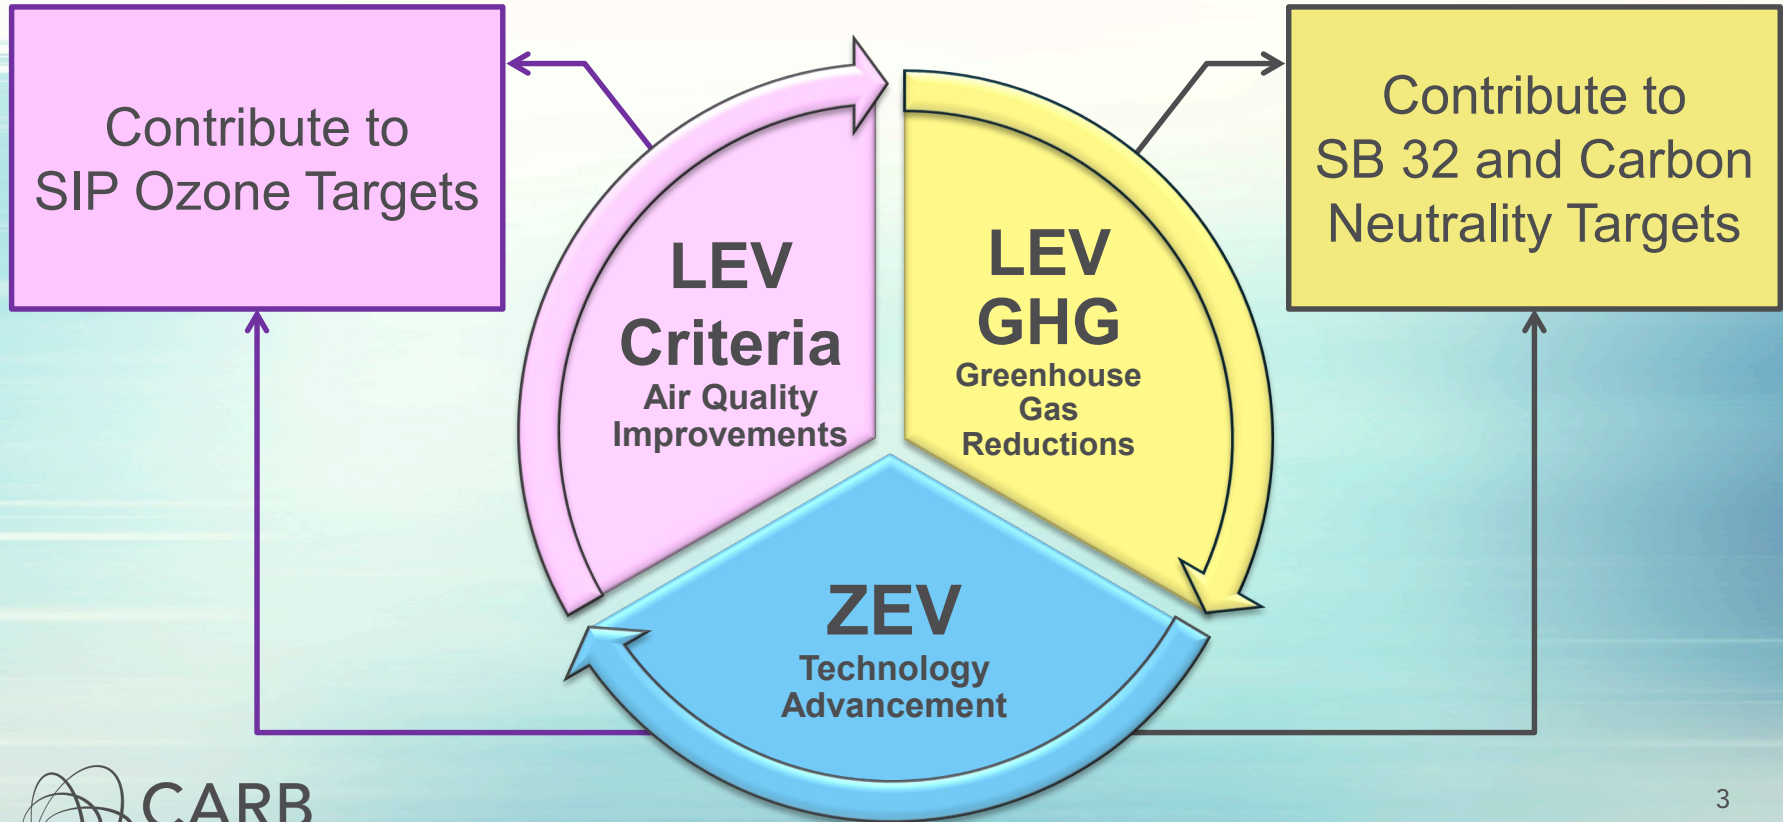 Contribute to
SIP Ozone Targets
Contribute to
SB 32 and Carbon
Neutrality Targets
LEV
Criteria
Air Quality
Improvements
LEV
GHG
Greenhouse
Gas
Reductions
ZEV
Technology
Advancement
CARB
3